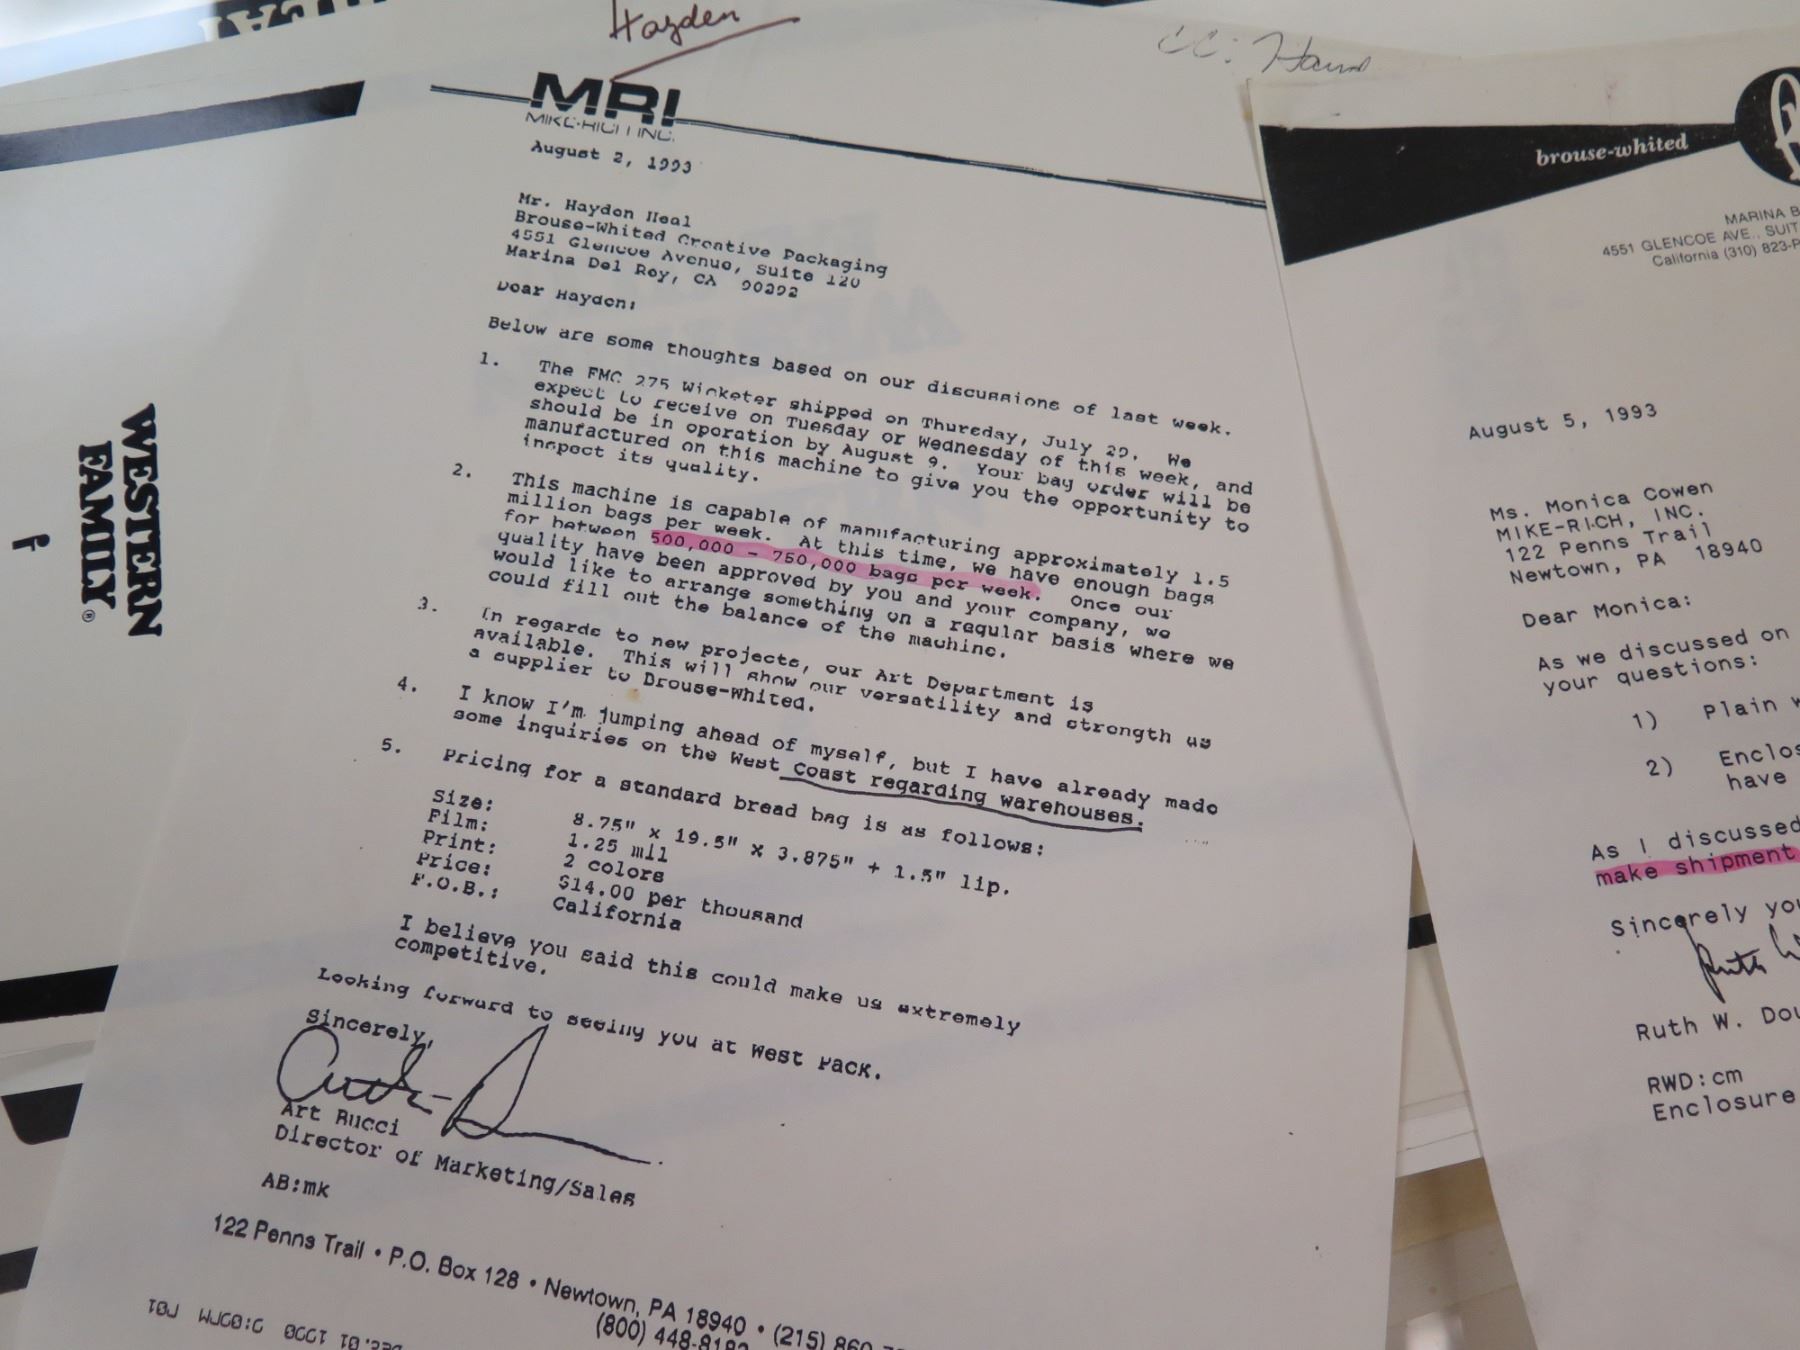 Hayden
cc:
MRI
MIKE-RICH INC.
August 2, 1993
Mr. Hayden Heal
Brouse-Whited Creative Packaging
4551 Glencoe Avenue, Suite 120
Marina Del Rey, CA 90292
Dear Hayden:
Below are some thoughts based on our discussions of last week.
1. The FMC 275 Wicketer shipped on Thursday, July 29. We
expect to receive on Tuesday or Wednesday of this week, and
should be in operation by August 9. Your bag order will be
manufactured on this machine to give you the opportunity to
inspect its quality.
2. This machine is capable of manufacturing approximately 1.5
million bags per week. At this time, we have enough bags
for between 500,000 - 750,000 bags per week. Once our
quality have been approved by you and your company, we
would like to arrange something on a regular basis where we
could fill out the balance of the machine.
3. In regards to new projects, our Art Department is
available. This will show our versatility and strength as
a supplier to Brouse-Whited.
4. I know I'm jumping ahead of myself, but I have already made
some inquiries on the West Coast regarding warehouses.
5. Pricing for a standard bread bag is as follows:
Size: 8.75" x 19.5" x 3.875" + 1.5" lip.
Film: 1.25 mil
Print: 2 colors
Price: $14.00 per thousand
F.O.B.: California
I believe you said this could make us extremely
competitive.
Looking forward to seeing you at West Pack.
Sincerely,
Art Bucci
Director of Marketing/Sales
AB:mk
122 Penns Trail • P.O. Box 128 • Newtown, PA 18940 • (215) 860
(800) 448-8182
WESTERN
FAMILY®
brouse-whited
MARINA B
4551 GLENCOE AVE., SUIT
California (310) 823-P
August 5, 1993
Ms. Monica Cowen
MIKE-RICH, INC.
122 Penns Trail
Newtown, PA 18940
Dear Monica:
As we discussed on
your questions:
1) Plain w
2) Enclos
have
As I discussed
make shipment
Sincerely you
Ruth W
Ruth W. Dou
RWD:cm
Enclosure